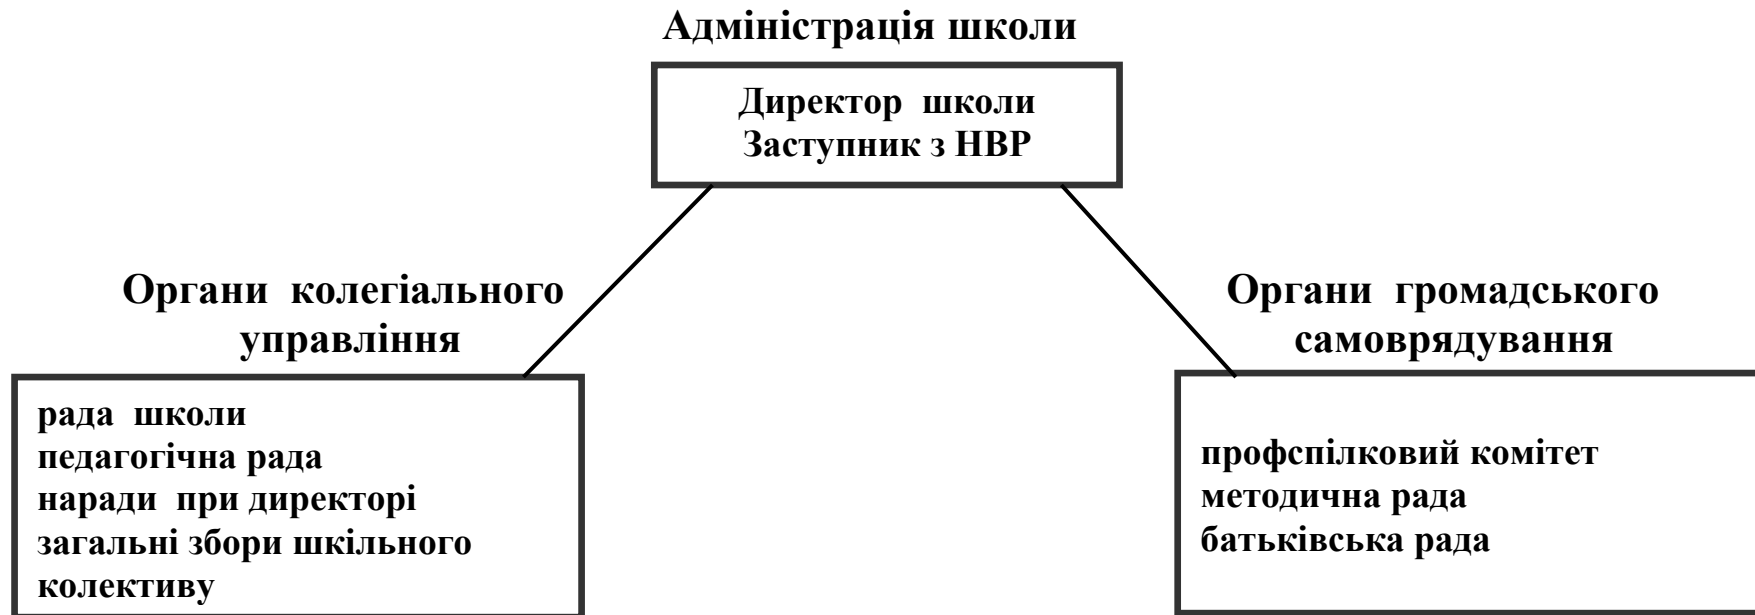 Адміністрація школи
Директор школи
Заступник з НВР
Органи колегіального
управління
рада школи
педагогічна рада
наради при директорі
загальні збори шкільного
колективу
Органи громадського
самоврядування
профспілковий комітет
методична рада
батьківська рада